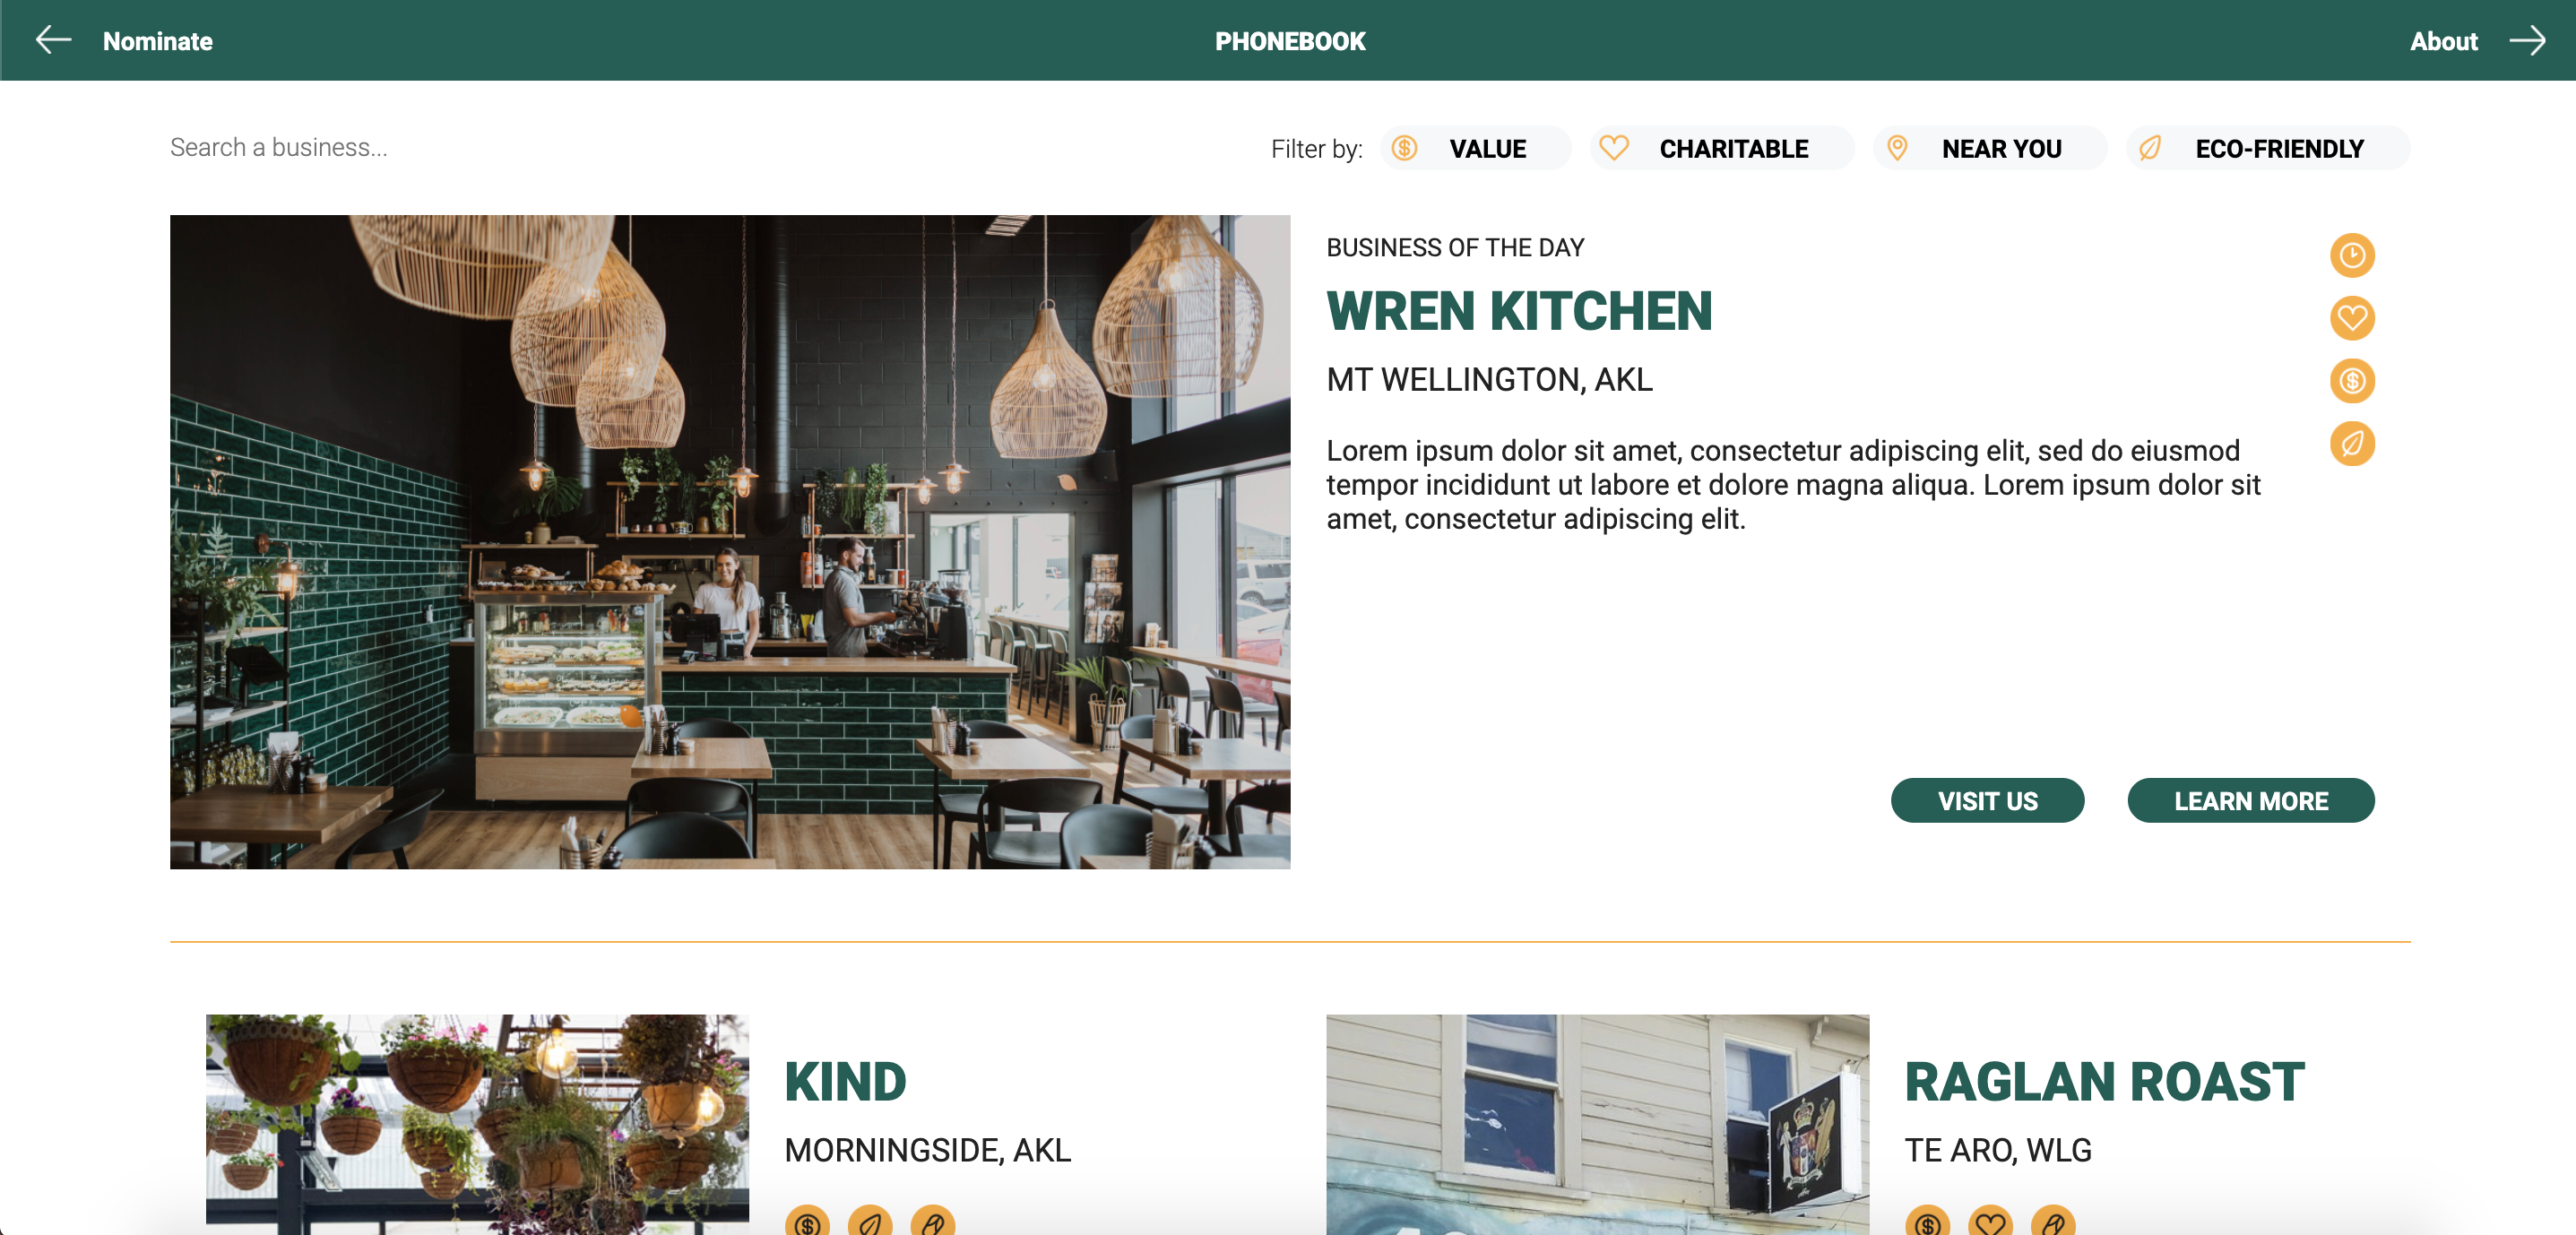 Nominate
PHONEBOOK
About
Search a business...
Filter by:
VALUE
CHARITABLE
NEAR YOU
ECO-FRIENDLY
BUSINESS OF THE DAY
WREN KITCHEN
MT WELLINGTON, AKL
Lorem ipsum dolor sit amet, consectetur adipiscing elit, sed do eiusmod
tempor incididunt ut labore et dolore magna aliqua. Lorem ipsum dolor sit
amet, consectetur adipiscing elit.
VISIT US
LEARN MORE
KIND
MORNINGSIDE, AKL
RAGLAN ROAST
TE ARO, WLG